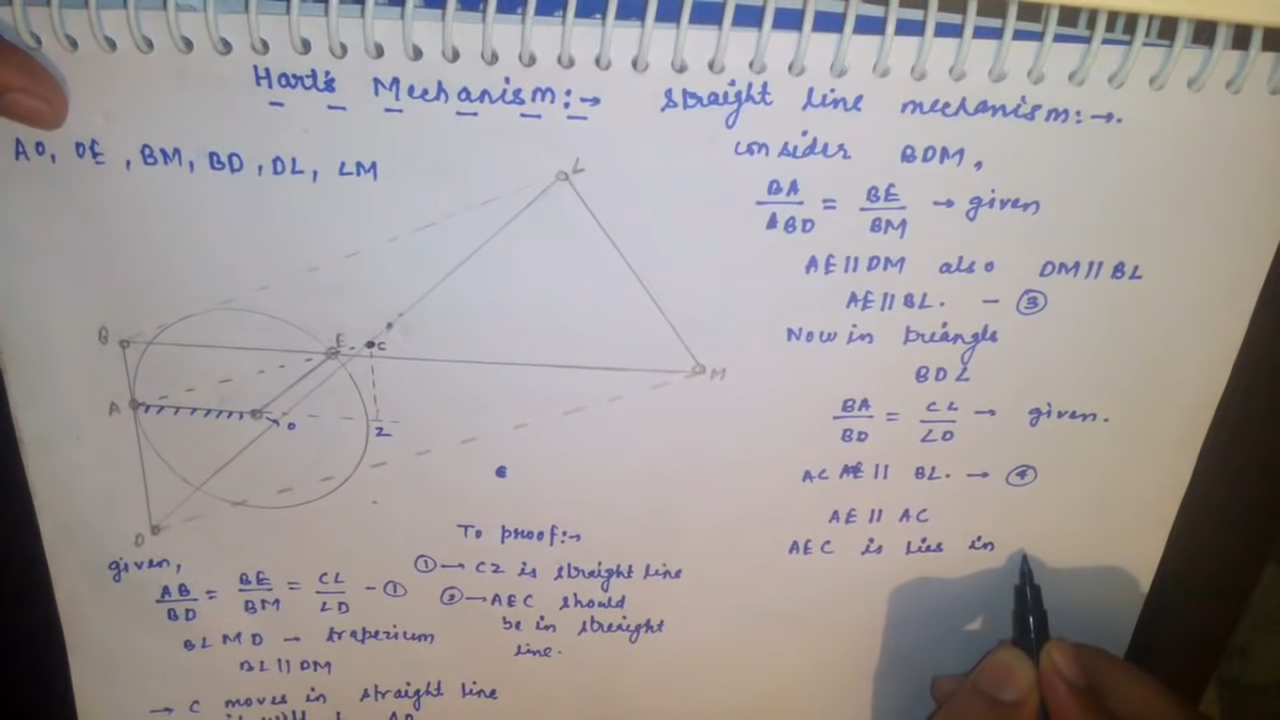 Hart's Mechanism:→ straight line mechanism:→.
AO, OE, BM, BD, DL, LM
L
B
E
C
M
A
O
Z
D
given,
AB/BD = BE/BM = CL/LD - ①
BLMD → trapezium
BL || DM
→ C moves in straight line
To proof:→
① → CZ is straight line
② → AEC should
be in straight
line.
consider BDM,
BA/BD = BE/BM → given
AE || DM also DM || BL
AE || BL. - ③
Now in triangle
BDL
BA/BD = CL/LD → given.
AC || BL. → ④
AE || AC
AEC is lies in